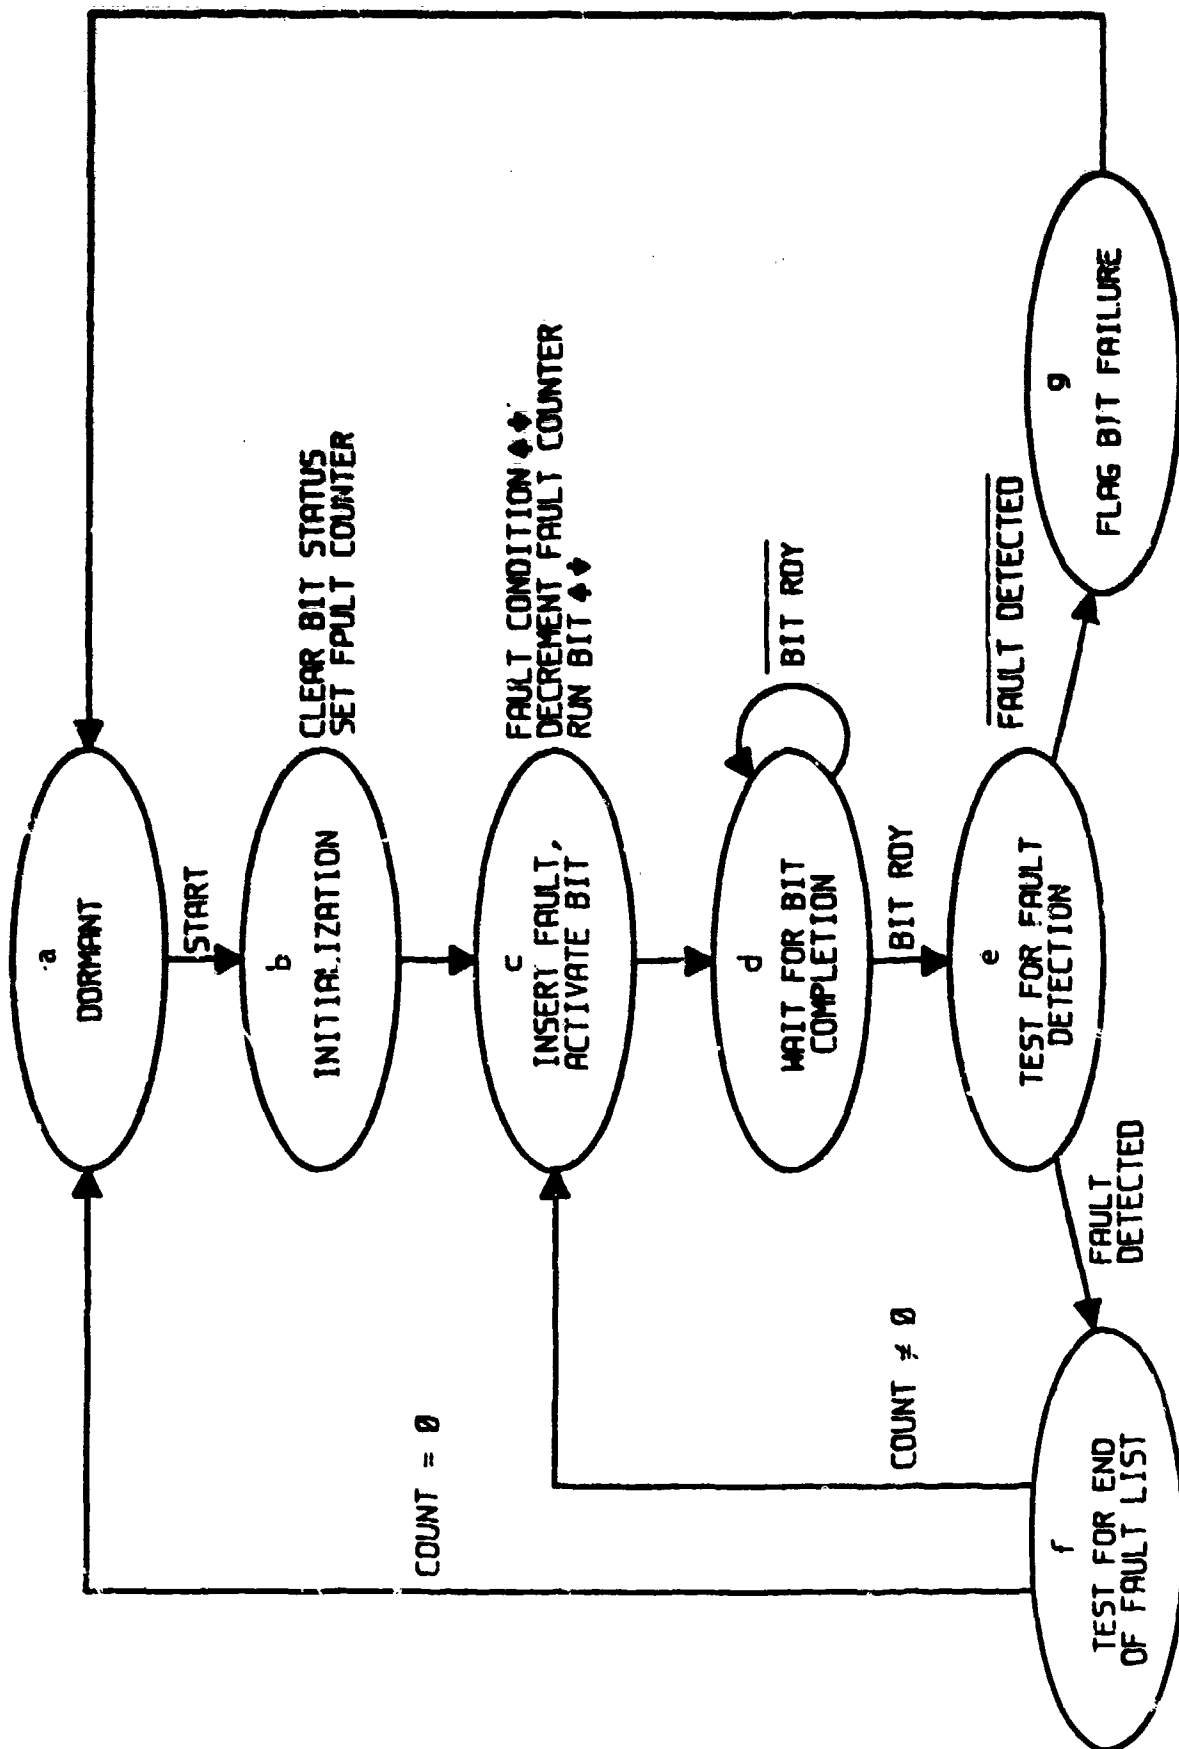 a
DORMANT
START
b
INITIALIZATION
CLEAR BIT STATUS
SET FPULT COUNTER
c
INSERT FAULT,
ACTIVATE BIT
FAULT CONDITION ↑↓
DECREMENT FAULT COUNTER
RUN BIT ↑↓
d
WAIT FOR BIT
COMPLETION
BIT RDY
BIT RDY
e
TEST FOR FAULT
DETECTION
FAULT
DETECTED
FAULT DETECTED
COUNT = 0
COUNT ≠ 0
f
TEST FOR END
OF FAULT LIST
g
FLAG BIT FAILURE